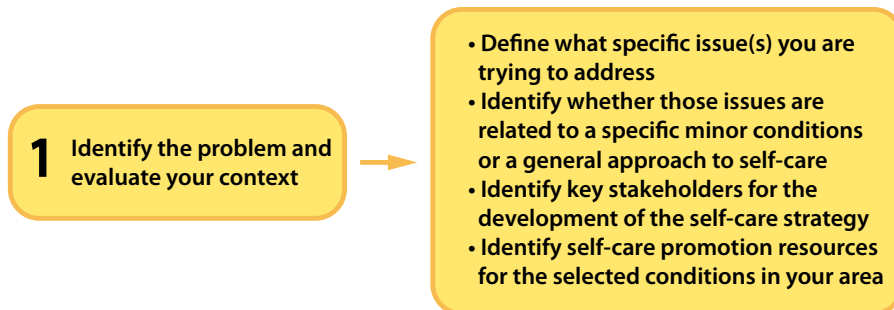 1 Identify the problem and
evaluate your context
• Define what specific issue(s) you are
trying to address
• Identify whether those issues are
related to a specific minor conditions
or a general approach to self-care
• Identify key stakeholders for the
development of the self-care strategy
• Identify self-care promotion resources
for the selected conditions in your area